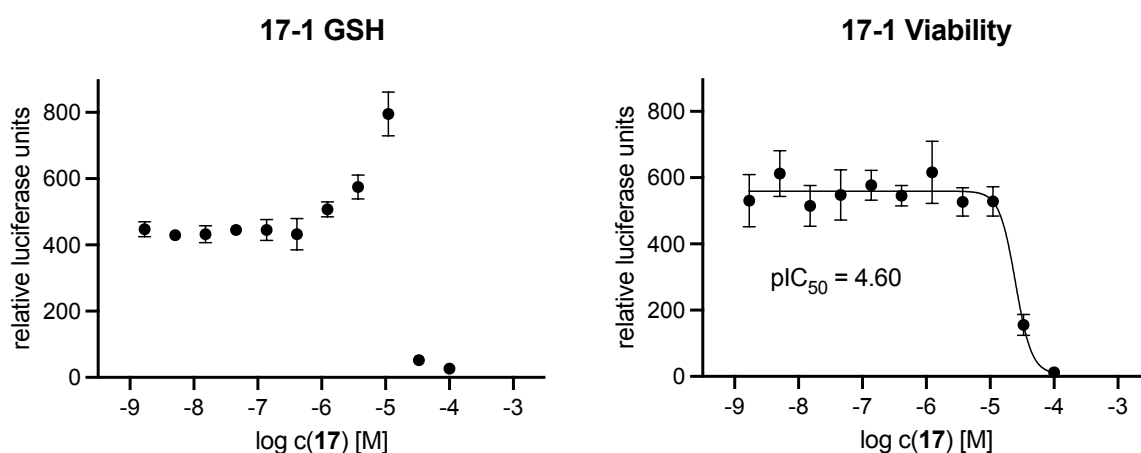 17-1 GSH
relative luciferase units
800
600
400
200
0
-9 -8 -7 -6 -5 -4 -3
log c(17) [M]
17-1 Viability
relative luciferase units
800
600
400
200
0
pIC50 = 4.60
-9 -8 -7 -6 -5 -4 -3
log c(17) [M]